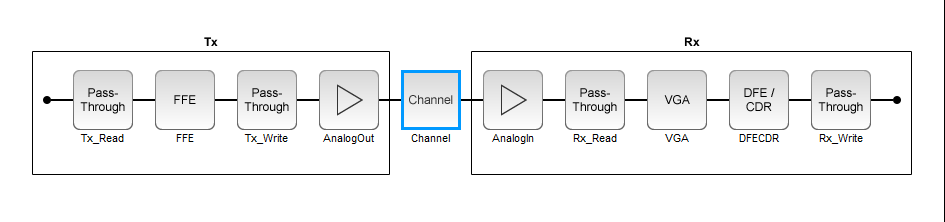 Tx
Rx
Pass-
Through
FFE
Pass-
Through
Channel
Pass-
Through
VGA
DFE /
CDR
Pass-
Through
Tx_Read
FFE
Tx_Write
AnalogOut
Channel
AnalogIn
Rx_Read
VGA
DFECDR
Rx_Write